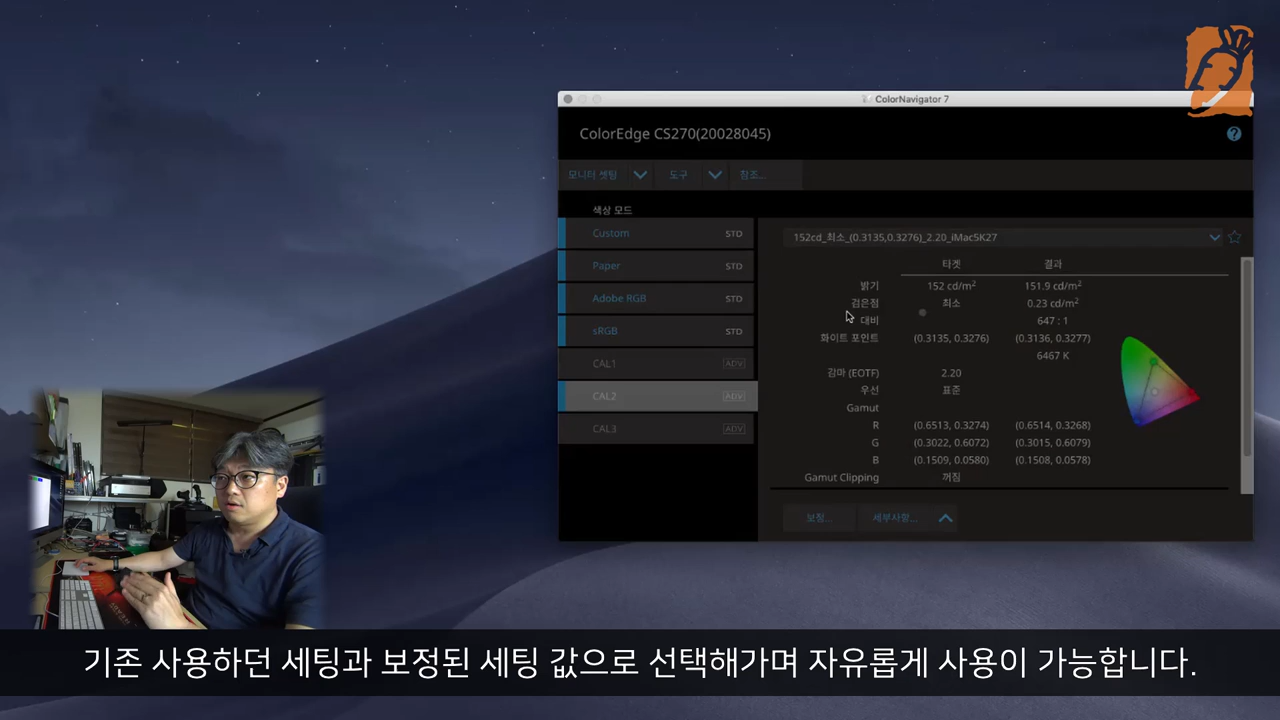 ColorNavigator 7
ColorEdge CS270(20028045)
?
모니터 셋팅
도구
참조...
색상 모드
Custom STD
Paper STD
Adobe RGB STD
sRGB STD
CAL1 ADV
CAL2 ADV
CAL3 ADV
152cd_최소_(0.3135,0.3276)_2.20_iMac5K27
타겟 결과
밝기 152 cd/m² 151.9 cd/m²
검은점 최소 0.23 cd/m²
대비 647 : 1
화이트 포인트 (0.3135, 0.3276) (0.3136, 0.3277)
6467 K
감마 (EOTF) 2.20
우선 표준
Gamut
R (0.6513, 0.3274) (0.6514, 0.3268)
G (0.3022, 0.6072) (0.3015, 0.6079)
B (0.1509, 0.0580) (0.1508, 0.0578)
Gamut Clipping 꺼짐
보정...
세부사항...
기존 사용하던 세팅과 보정된 세팅 값으로 선택해가며 자유롭게 사용이 가능합니다.